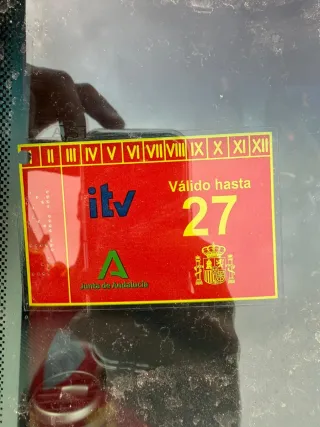 II III IV V VI VII VIII IX X XI XII
itv
Válido hasta
27
Junta de Andalucía